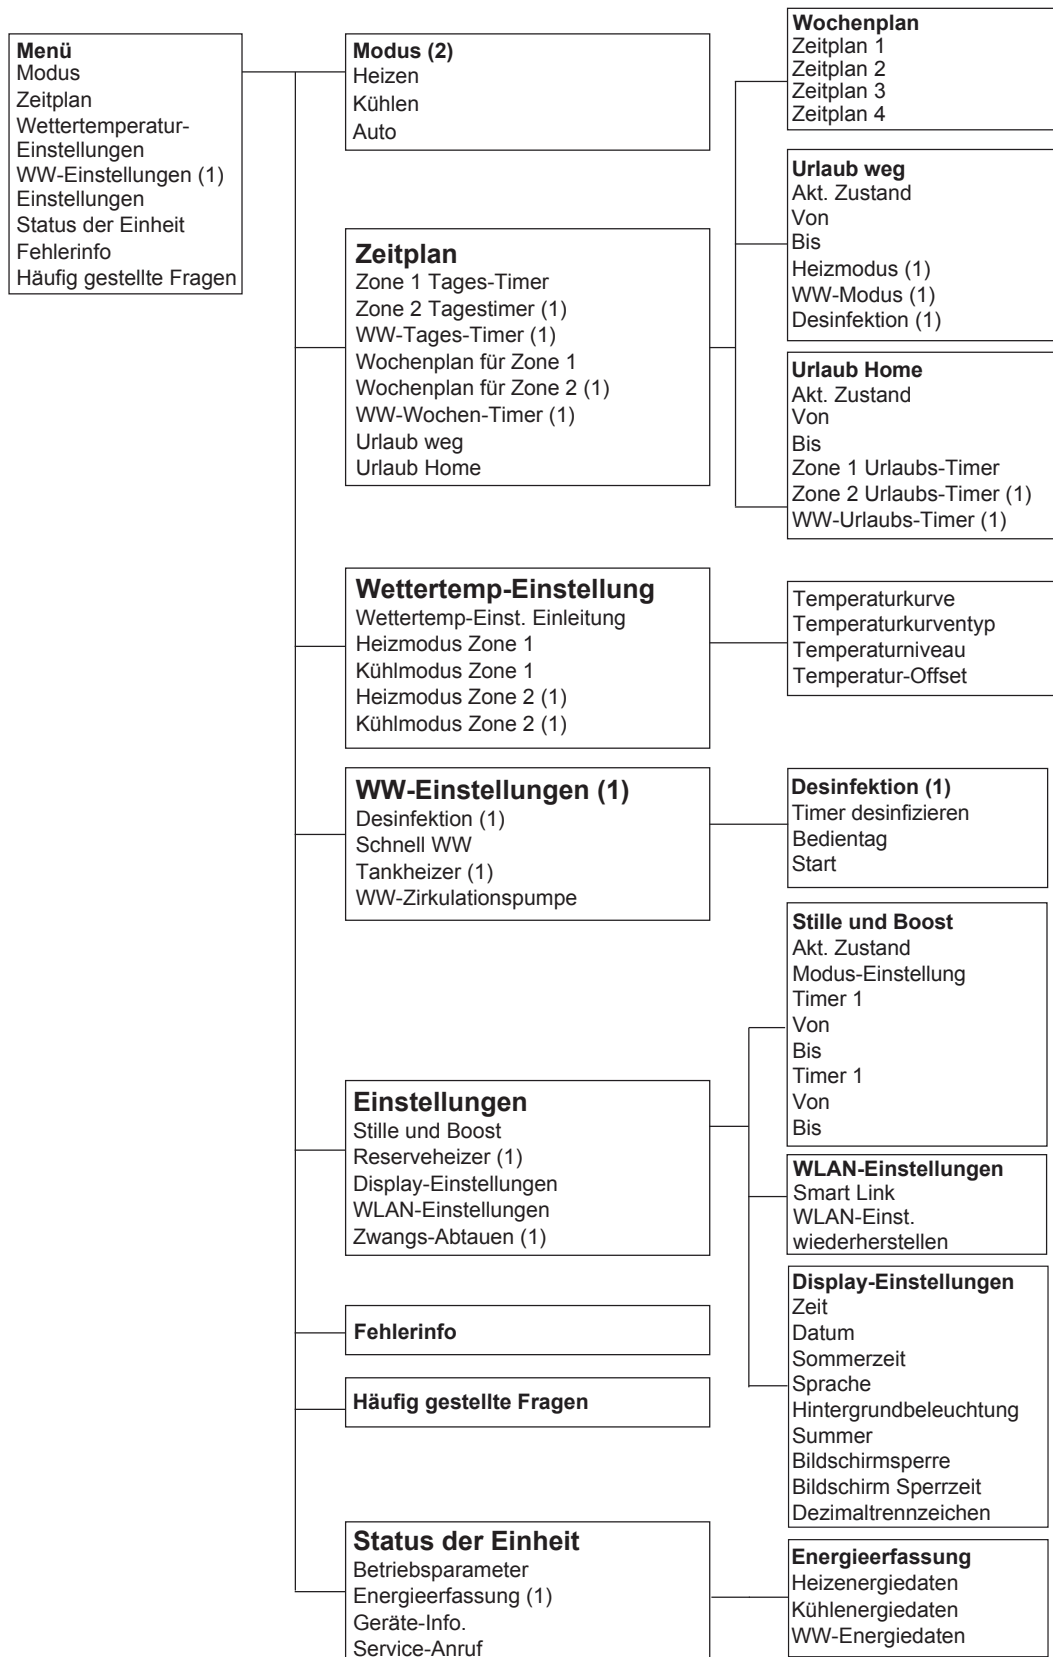 Menü
Modus
Zeitplan
Wettertemperatur-
Einstellungen
WW-Einstellungen (1)
Einstellungen
Status der Einheit
Fehlerinfo
Häufig gestellte Fragen
Modus (2)
Heizen
Kühlen
Auto
Zeitplan
Zone 1 Tages-Timer
Zone 2 Tagestimer (1)
WW-Tages-Timer (1)
Wochenplan für Zone 1
Wochenplan für Zone 2 (1)
WW-Wochen-Timer (1)
Urlaub weg
Urlaub Home
Wochenplan
Zeitplan 1
Zeitplan 2
Zeitplan 3
Zeitplan 4
Urlaub weg
Akt. Zustand
Von
Bis
Heizmodus (1)
WW-Modus (1)
Desinfektion (1)
Urlaub Home
Akt. Zustand
Von
Bis
Zone 1 Urlaubs-Timer
Zone 2 Urlaubs-Timer (1)
WW-Urlaubs-Timer (1)
Wettertemp-Einstellung
Wettertemp-Einst. Einleitung
Heizmodus Zone 1
Kühlmodus Zone 1
Heizmodus Zone 2 (1)
Kühlmodus Zone 2 (1)
Temperaturkurve
Temperaturkurventyp
Temperaturniveau
Temperatur-Offset
WW-Einstellungen (1)
Desinfektion (1)
Schnell WW
Tankheizer (1)
WW-Zirkulationspumpe
Desinfektion (1)
Timer desinfizieren
Bedientag
Start
Einstellungen
Stille und Boost
Reserveheizer (1)
Display-Einstellungen
WLAN-Einstellungen
Zwangs-Abtauen (1)
Stille und Boost
Akt. Zustand
Modus-Einstellung
Timer 1
Von
Bis
Timer 1
Von
Bis
WLAN-Einstellungen
Smart Link
WLAN-Einst.
wiederherstellen
Display-Einstellungen
Zeit
Datum
Sommerzeit
Sprache
Hintergrundbeleuchtung
Summer
Bildschirmsperre
Bildschirm Sperrzeit
Dezimaltrennzeichen
Fehlerinfo
Häufig gestellte Fragen
Status der Einheit
Betriebsparameter
Energieerfassung (1)
Geräte-Info.
Service-Anruf
Energieerfassung
Heizenergiedaten
Kühlenergiedaten
WW-Energiedaten